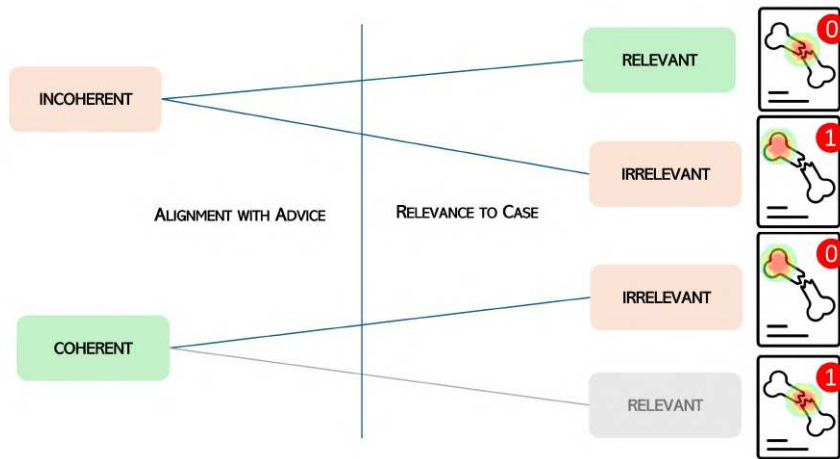 0
RELEVANT
INCOHERENT
1
IRRELEVANT
ALIGNMENT WITH ADVICE
RELEVANCE TO CASE
0
IRRELEVANT
COHERENT
1
RELEVANT